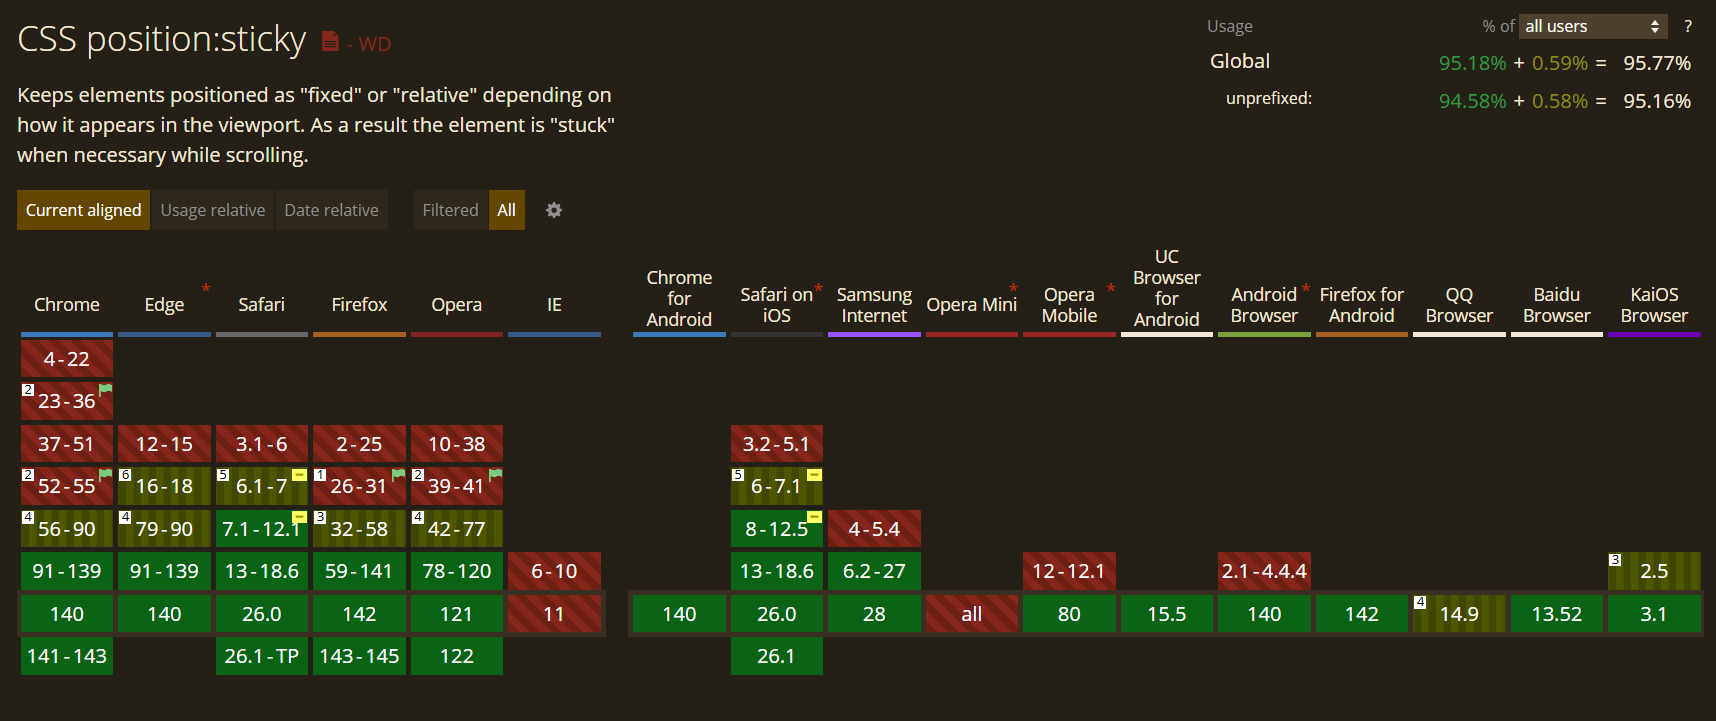 CSS position:sticky - WD
Usage % of all users ?
Global 95.18% + 0.59% = 95.77%
unprefixed: 94.58% + 0.58% = 95.16%
Keeps elements positioned as "fixed" or "relative" depending on
how it appears in the viewport. As a result the element is "stuck"
when necessary while scrolling.
Current aligned Usage relative Date relative Filtered All
Chrome
Edge *
Safari
Firefox
Opera
IE
Chrome
for
Android
Safari on *
iOS
Samsung
Internet
Opera Mini *
Opera *
Mobile
UC
Browser
for
Android
Android *
Browser
Firefox for
Android
QQ
Browser
Baidu
Browser
KaiOS
Browser
4-22
2 23-36
37-51 12-15 3.1-6 2-25 10-38 3.2-5.1
2 52-55 6 16-18 5 6.1-7 1 26-31 2 39-41 5 6-7.1
4 56-90 4 79-90 7.1-12.1 3 32-58 4 42-77 8-12.5 4-5.4
91-139 91-139 13-18.6 59-141 78-120 6-10 13-18.6 6.2-27 12-12.1 2.1-4.4.4 3 2.5
140 140 26.0 142 121 11 140 26.0 28 all 80 15.5 140 142 4 14.9 13.52 3.1
141-143 26.1-TP 143-145 122 26.1